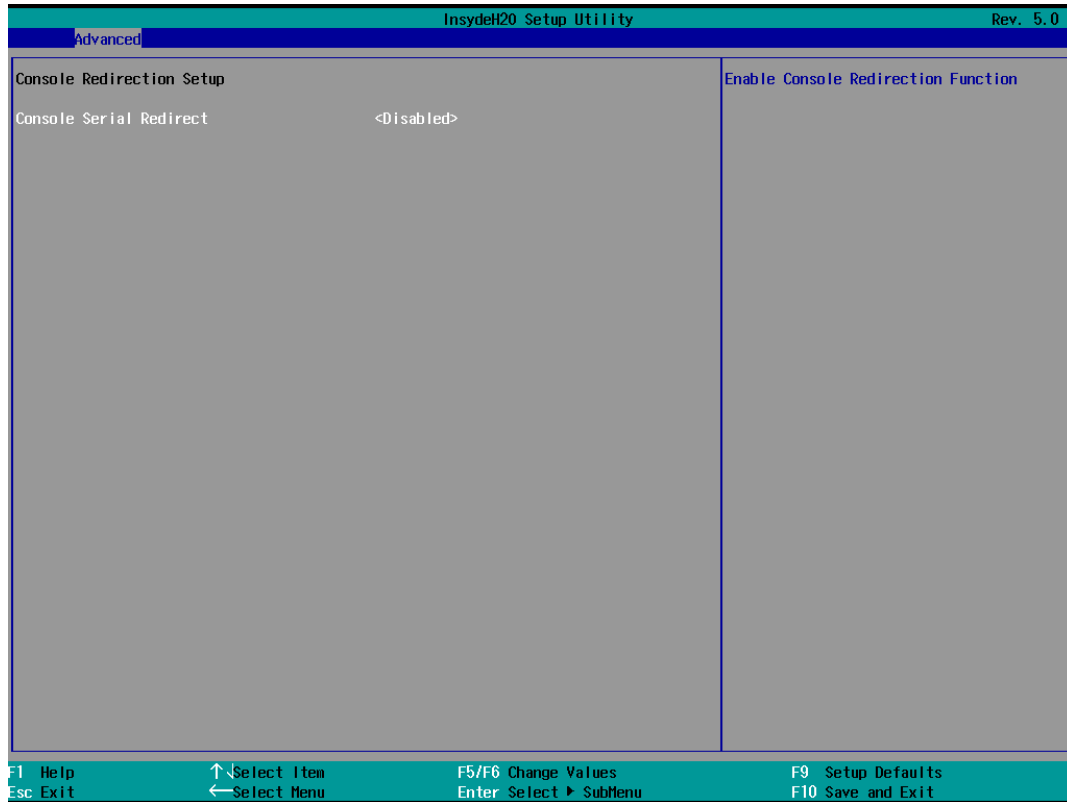 InsydeH20 Setup Utility Rev. 5.0
Advanced
Console Redirection Setup
Enable Console Redirection Function
Console Serial Redirect <Disabled>
F1 Help ↑↓Select Item F5/F6 Change Values F9 Setup Defaults
Esc Exit ←Select Menu Enter Select ▶ SubMenu F10 Save and Exit